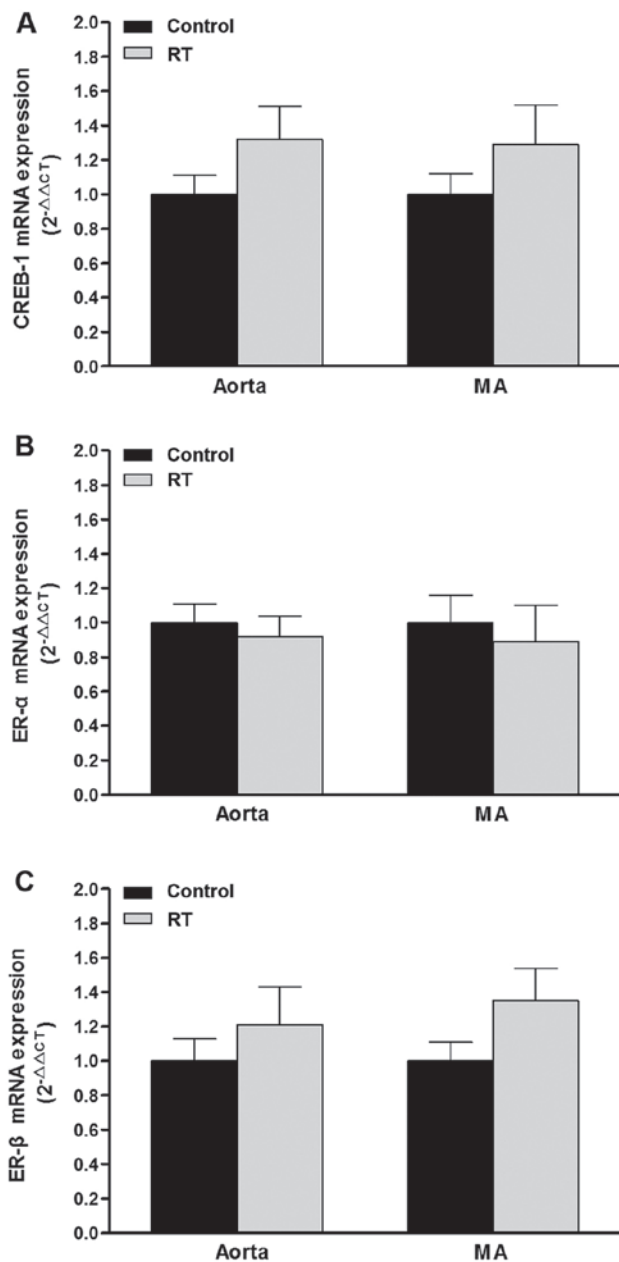 A
Control
RT
CREB-1 mRNA expression
(2-ΔΔCT)
2.0
1.8
1.6
1.4
1.2
1.0
0.8
0.6
0.4
0.2
0.0
Aorta MA
B
Control
RT
ER-α mRNA expression
(2-ΔΔCT)
2.0
1.8
1.6
1.4
1.2
1.0
0.8
0.6
0.4
0.2
0.0
Aorta MA
C
Control
RT
ER-β mRNA expression
(2-ΔΔCT)
2.0
1.8
1.6
1.4
1.2
1.0
0.8
0.6
0.4
0.2
0.0
Aorta MA